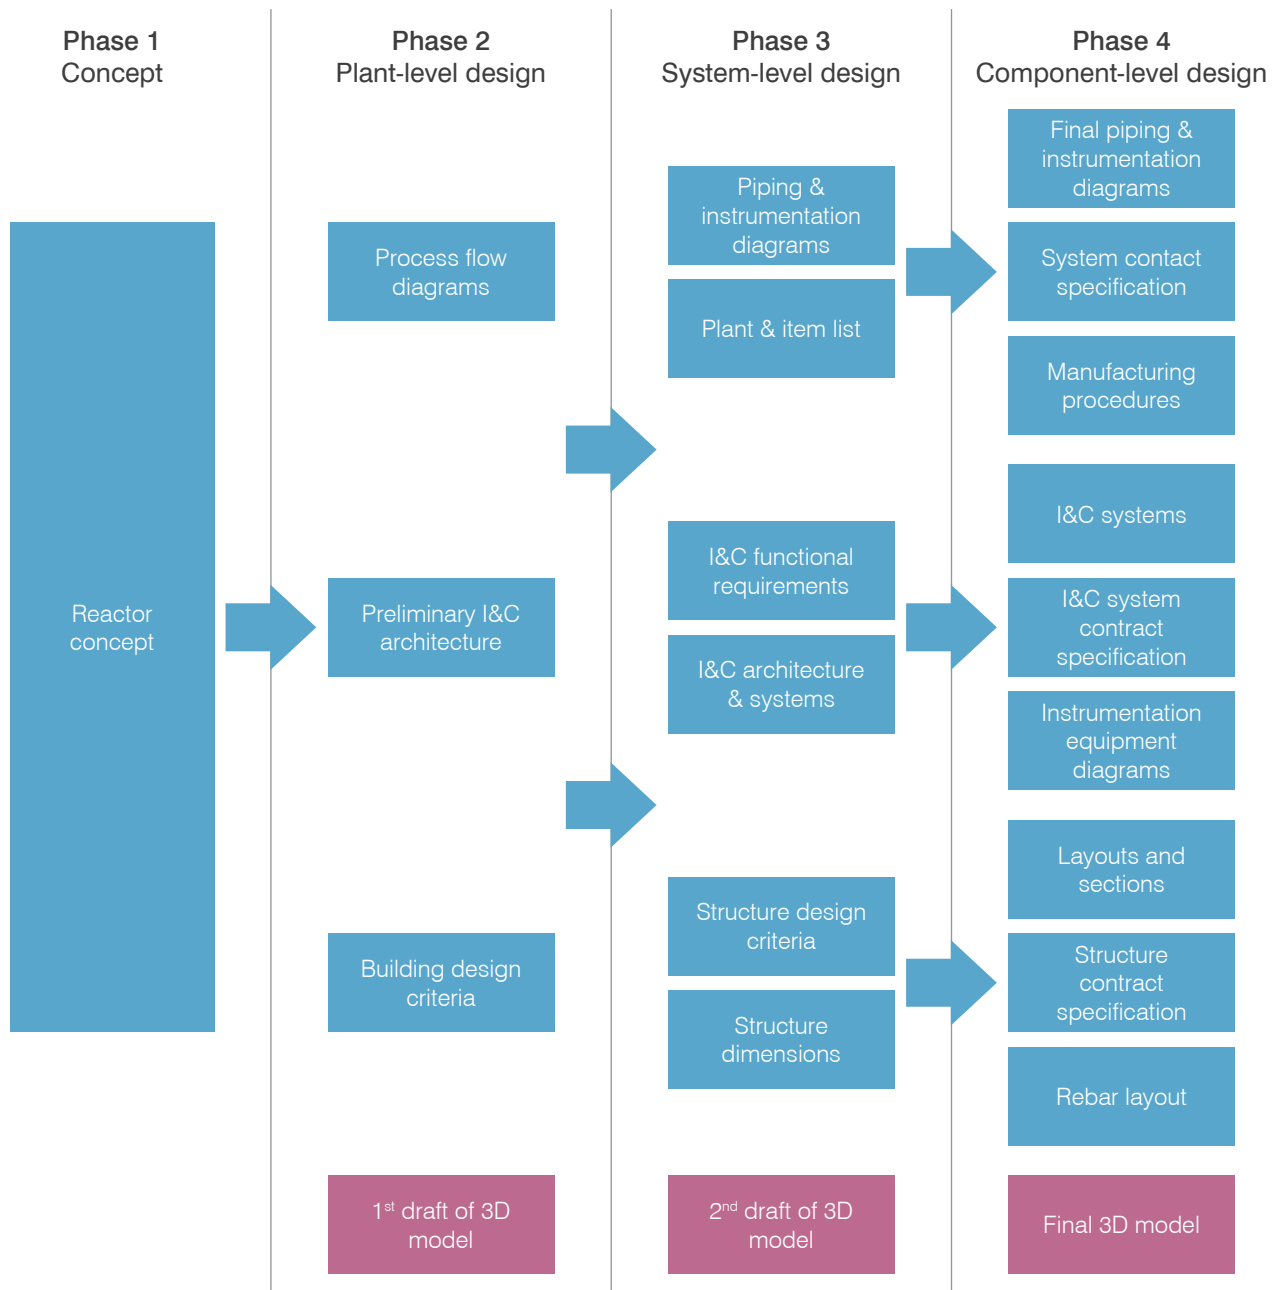 Phase 1
Concept
Reactor
concept
Phase 2
Plant-level design
Process flow
diagrams
Preliminary I&C
architecture
Building design
criteria
1st draft of 3D
model
Phase 3
System-level design
Piping &
instrumentation
diagrams
Plant & item list
I&C functional
requirements
I&C architecture
& systems
Structure design
criteria
Structure
dimensions
2nd draft of 3D
model
Phase 4
Component-level design
Final piping &
instrumentation
diagrams
System contact
specification
Manufacturing
procedures
I&C systems
I&C system
contract
specification
Instrumentation
equipment
diagrams
Layouts and
sections
Structure
contract
specification
Rebar layout
Final 3D model